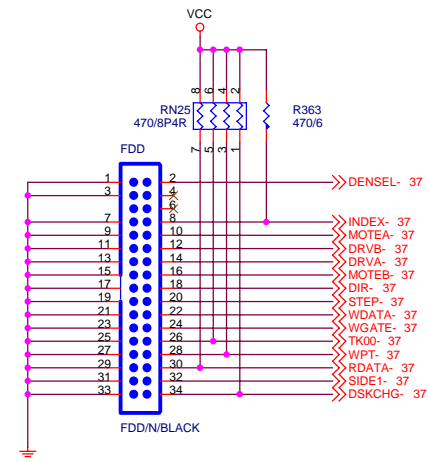 VCC
8 6 4 2
RN25
470/8P4R
R363
470/6
7 5 3 1
FDD
1 2 DENSEL- 37
3 4
6
7 8 INDEX- 37
9 10 MOTEA- 37
11 12 DRVB- 37
13 14 DRVA- 37
15 16 MOTEB- 37
17 18 DIR- 37
19 20 STEP- 37
21 22 WDATA- 37
23 24 WGATE- 37
25 26 TK00- 37
27 28 WPT- 37
29 30 RDATA- 37
31 32 SIDE1- 37
33 34 DSKCHG- 37
FDD/N/BLACK